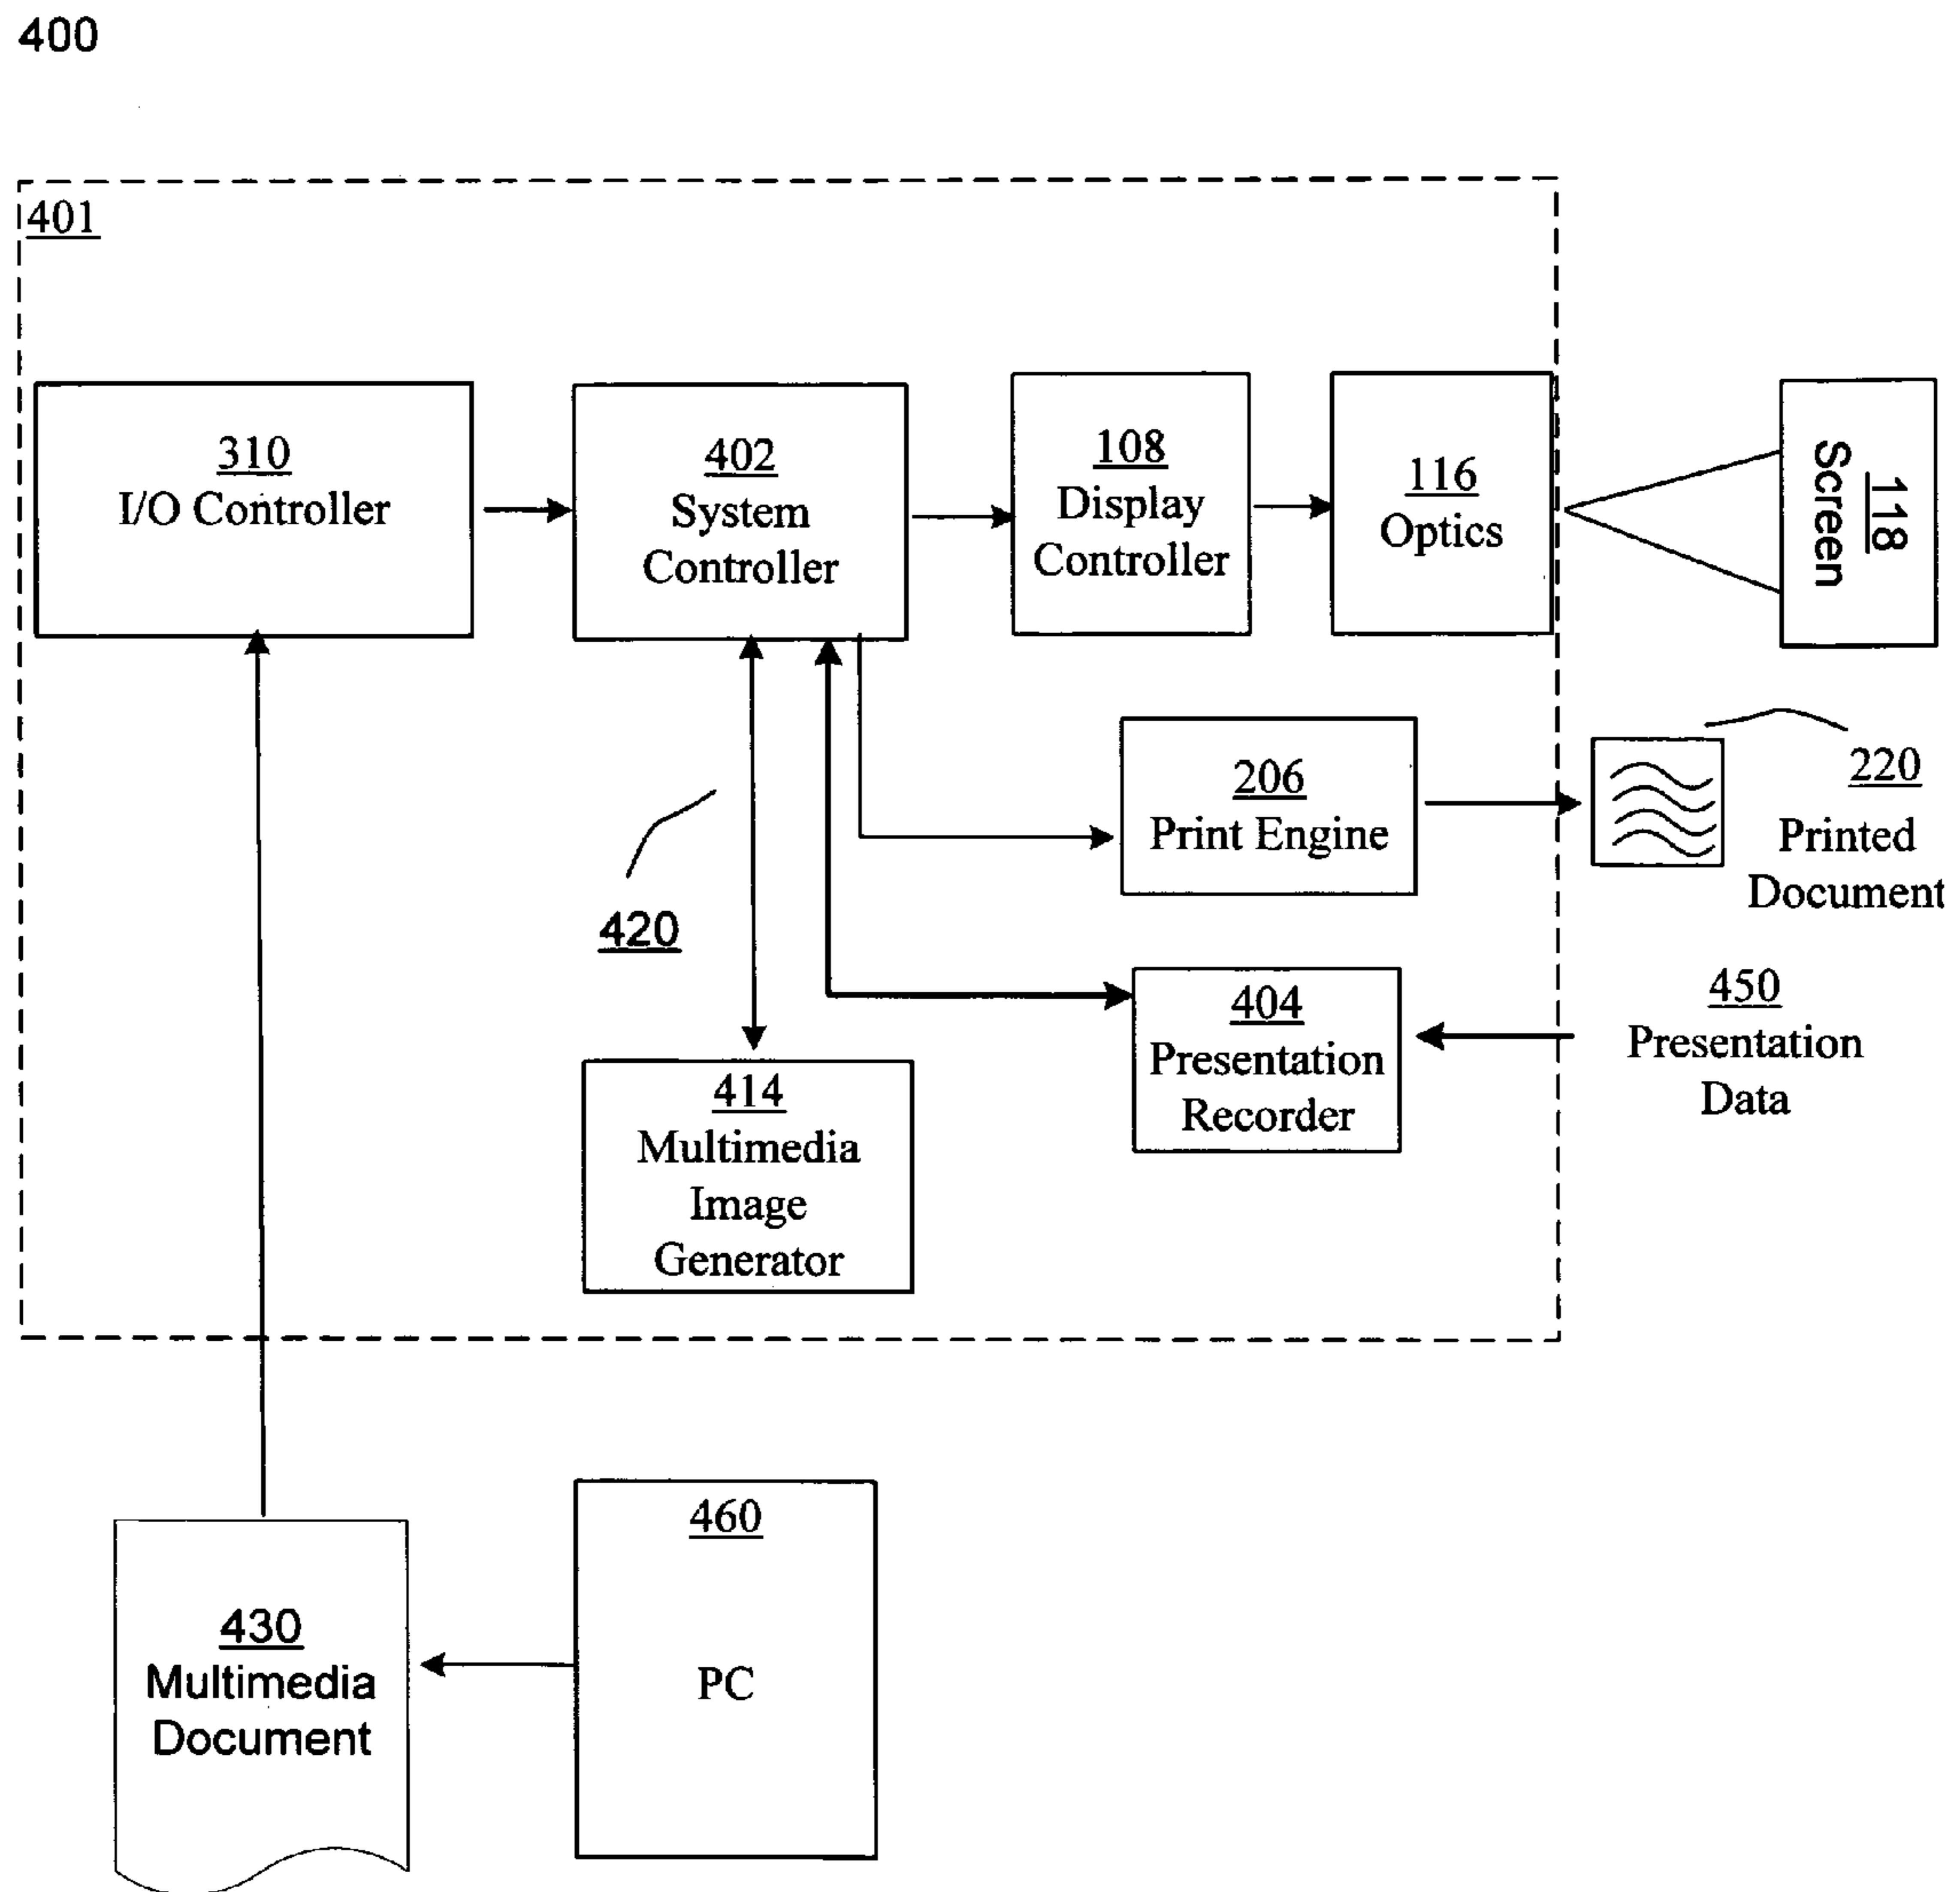 400
401
310
I/O Controller
402
System
Controller
108
Display
Controller
116
Optics
118
Screen
206
Print Engine
220
Printed
Document
420
404
Presentation
Recorder
450
Presentation
Data
414
Multimedia
Image
Generator
460
PC
430
Multimedia
Document